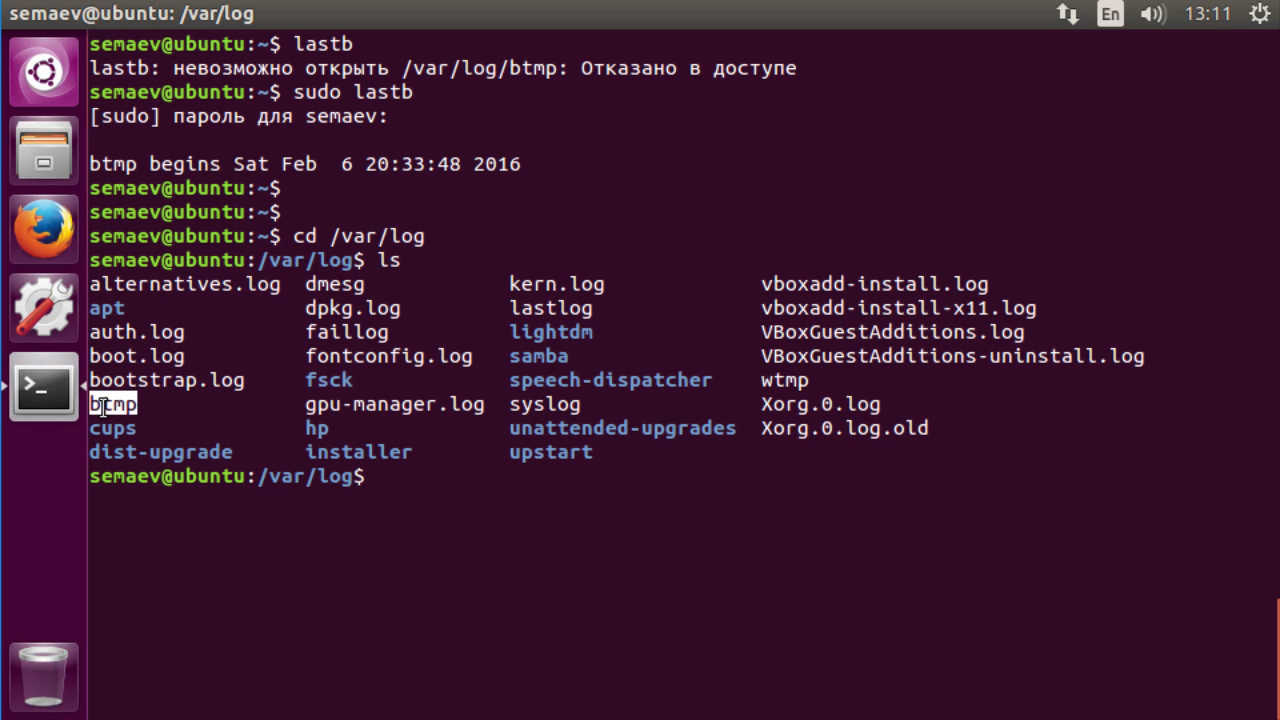 semaev@ubuntu: /var/log En 13:11
semaev@ubuntu:~$ lastb
lastb: невозможно открыть /var/log/btmp: Отказано в доступе
semaev@ubuntu:~$ sudo lastb
[sudo] пароль для semaev:
btmp begins Sat Feb  6 20:33:48 2016
semaev@ubuntu:~$
semaev@ubuntu:~$
semaev@ubuntu:~$ cd /var/log
semaev@ubuntu:/var/log$ ls
alternatives.log  dmesg           kern.log             vboxadd-install.log
apt               dpkg.log        lastlog              vboxadd-install-x11.log
auth.log          faillog         lightdm              VBoxGuestAdditions.log
boot.log          fontconfig.log  samba                VBoxGuestAdditions-uninstall.log
bootstrap.log     fsck            speech-dispatcher    wtmp
btmp              gpu-manager.log syslog               Xorg.0.log
cups              hp              unattended-upgrades  Xorg.0.log.old
dist-upgrade      installer       upstart
semaev@ubuntu:/var/log$